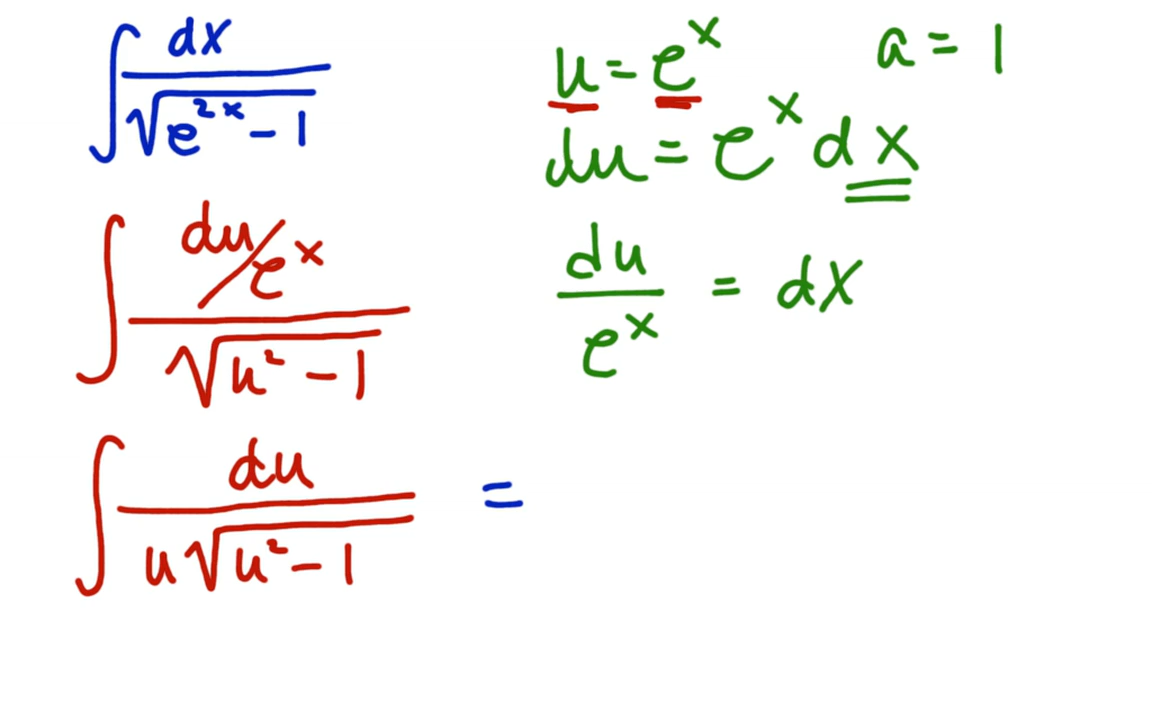 ∫ dx / √(e^{2x} - 1)
u = e^x
a = 1
du = e^x dx
du / e^x = dx
∫ (du/e^x) / √(u² - 1)
∫ du / (u√(u² - 1)) =